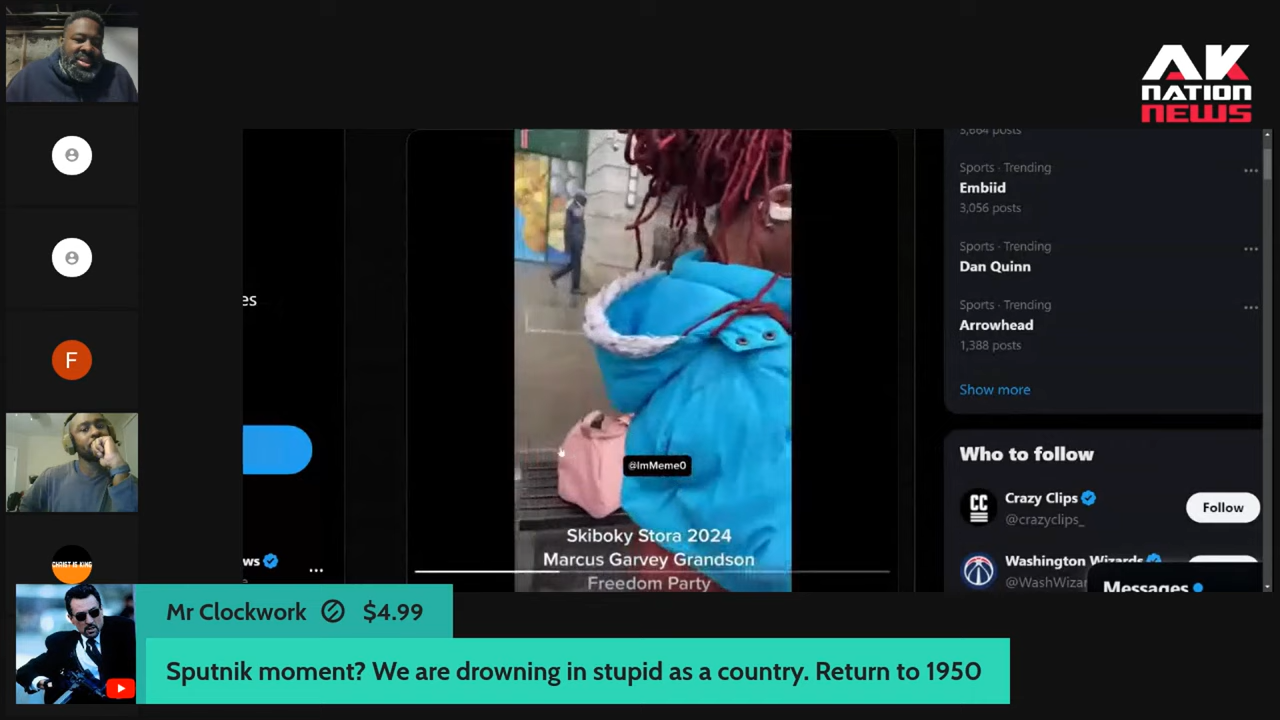 AK
NATION
NEWS
3,664 posts
Sports · Trending
Embiid
3,056 posts
Sports · Trending
Dan Quinn
Sports · Trending
Arrowhead
1,388 posts
Show more
Who to follow
Crazy Clips
@crazyclips_
Follow
Washington Wizards
@WashWizar
Messages
es
ws
@ImMeme0
Skiboky Stora 2024
Marcus Garvey Grandson
Freedom Party
F
CHRIST IS KING
Mr Clockwork $4.99
Sputnik moment? We are drowning in stupid as a country. Return to 1950